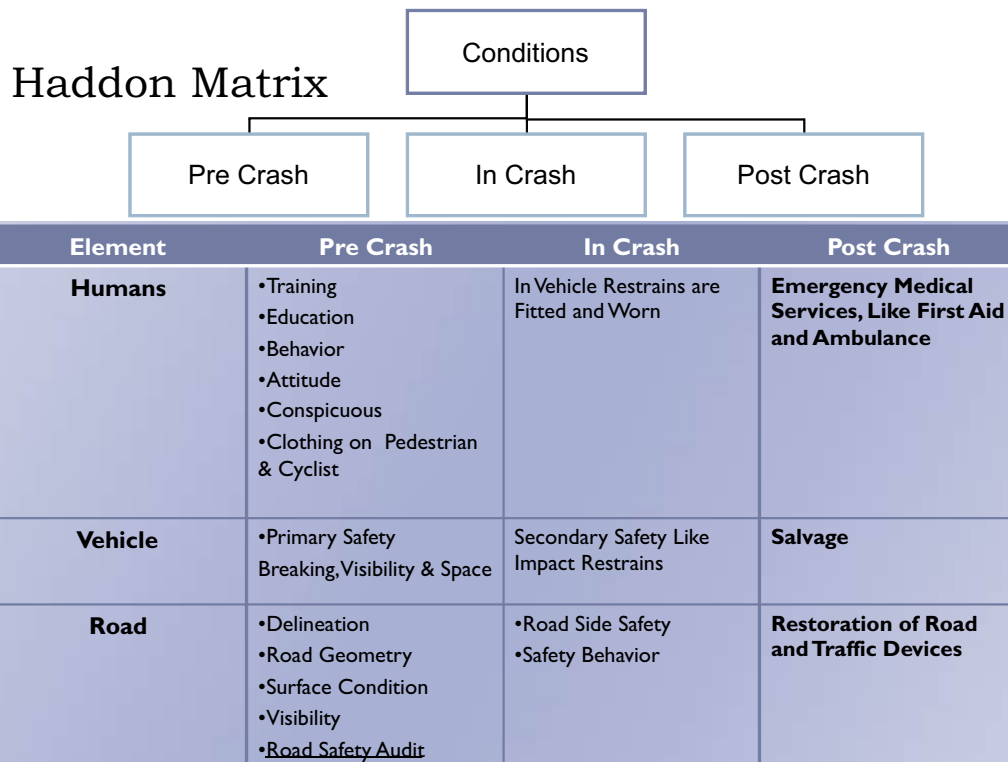 Haddon Matrix
Conditions
Pre Crash
In Crash
Post Crash
Element
Pre Crash
In Crash
Post Crash
Humans
•Training
•Education
•Behavior
•Attitude
•Conspicuous
•Clothing on Pedestrian
& Cyclist
In Vehicle Restrains are
Fitted and Worn
Emergency Medical
Services, Like First Aid
and Ambulance
Vehicle
•Primary Safety
Breaking, Visibility & Space
Secondary Safety Like
Impact Restrains
Salvage
Road
•Delineation
•Road Geometry
•Surface Condition
•Visibility
•Road Safety Audit
•Road Side Safety
•Safety Behavior
Restoration of Road
and Traffic Devices